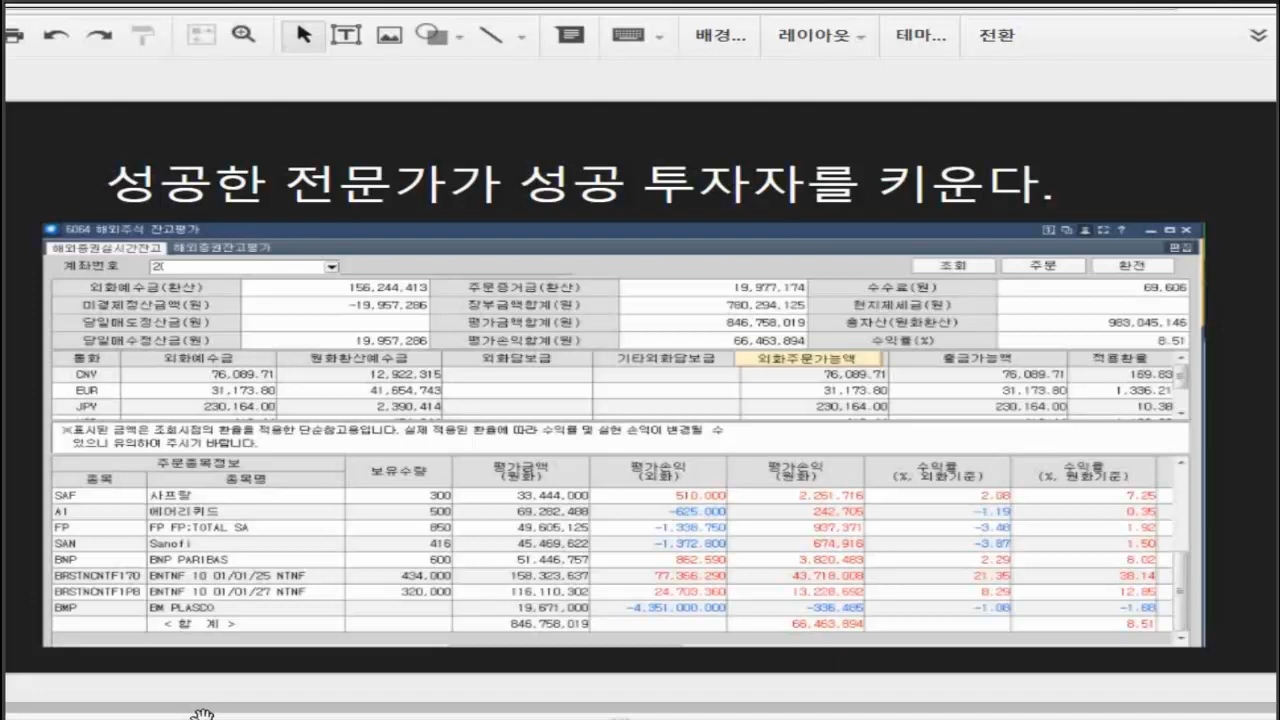 배경... 레이아웃 테마... 전환
성공한 전문가가 성공 투자자를 키운다.
6064 해외주식 잔고평가
해외증권실시간잔고 해외증권잔고평가 편집
계좌번호 20 조회 주문 환전
외화예수금(환산) 156,244,413 주문증거금(환산) 19,977,174 수수료(원) 69,606
미결제정산금액(원) -19,957,286 장부금액합계(원) 780,294,125 현지제세금(원)
당일매도정산금(원) 평가금액합계(원) 846,758,019 총자산(원화환산) 983,045,146
당일매수정산금(원) 19,957,286 평가손익합계(원) 66,463,894 수익률(%) 8.51
통화 외화예수금 원화환산예수금 외화담보금 기타외화담보금 외화주문가능액 출금가능액 적용환율
CNY 76,089.71 12,922,315 76,089.71 76,089.71 169.83
EUR 31,173.80 41,654,743 31,173.80 31,173.80 1,336.21
JPY 230,164.00 2,390,414 230,164.00 230,164.00 10.38
※표시된 금액은 조회시점의 환율을 적용한 단순참고용입니다. 실제 적용된 환율에 따라 수익률 및 실현 손익이 변경될 수
있으니 유의하여 주시기 바랍니다.
주문종목정보 보유수량 평가금액 (원화) 평가손익 (외화) 평가손익 (원화) 수익률 (%, 외화기준) 수익률 (%, 원화기준)
종목 종목명
SAF 사프랑 300 33,444,000 510.000 2,251,716 2.08 7.25
AI 에어리퀴드 500 69,282,488 -625.000 242,705 -1.19 0.35
FP FP FP;TOTAL SA 850 49,605,125 -1,338.750 937,371 -3.48 1.92
SAN Sanofi 416 45,469,622 -1,372.800 674,916 -3.87 1.50
BNP BNP PARIBAS 600 51,446,757 862.590 3,820,483 2.29 8.02
BRSTNCNTF170 BNTNF 10 01/01/25 NTNF 434,000 158,323,637 77,366.290 43,718,008 21.35 38.14
BRSTNCNTF1P8 BNTNF 10 01/01/27 NTNF 320,000 116,110,302 24,703.360 13,228,692 8.29 12.85
BMP BM PLASCO 19,671,000 -4,351,000.000 -336,485 -1.08 -1.68
< 합 계 > 846,758,019 66,463,894 8.51